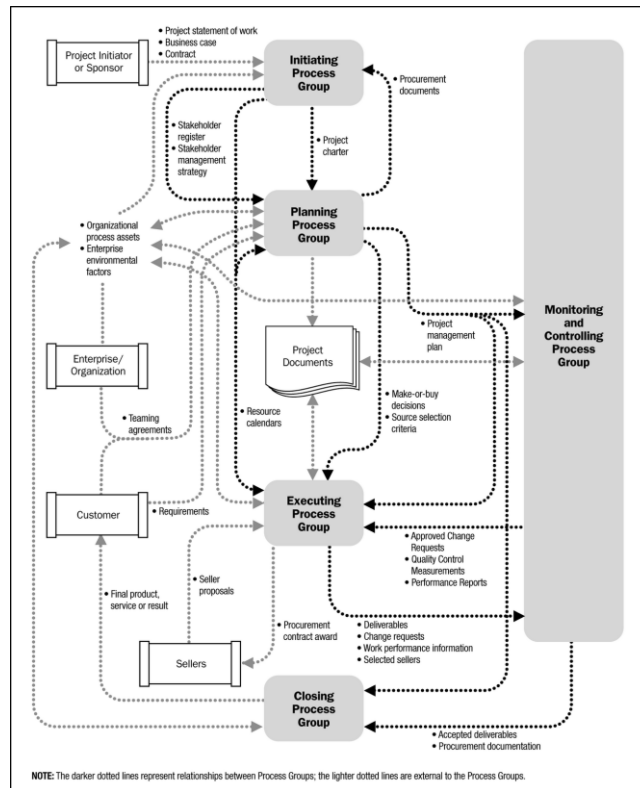 • Project statement of work
• Business case
• Contract
Project Initiator
or Sponsor
Initiating
Process
Group
• Procurement
documents
• Stakeholder
register
• Stakeholder
management
strategy
• Project
charter
Planning
Process
Group
• Organizational
process assets
• Enterprise
environmental
factors
Monitoring
and
Controlling
Process
Group
• Project
management
plan
Project
Documents
Enterprise/
Organization
• Teaming
agreements
• Resource
calendars
• Make-or-buy
decisions
• Source selection
criteria
Customer
• Requirements
Executing
Process
Group
• Approved Change
Requests
• Quality Control
Measurements
• Performance Reports
• Seller
proposals
• Final product,
service or result
• Procurement
contract award
• Deliverables
• Change requests
• Work performance information
• Selected sellers
Sellers
Closing
Process
Group
• Accepted deliverables
• Procurement documentation
NOTE: The darker dotted lines represent relationships between Process Groups; the lighter dotted lines are external to the Process Groups.